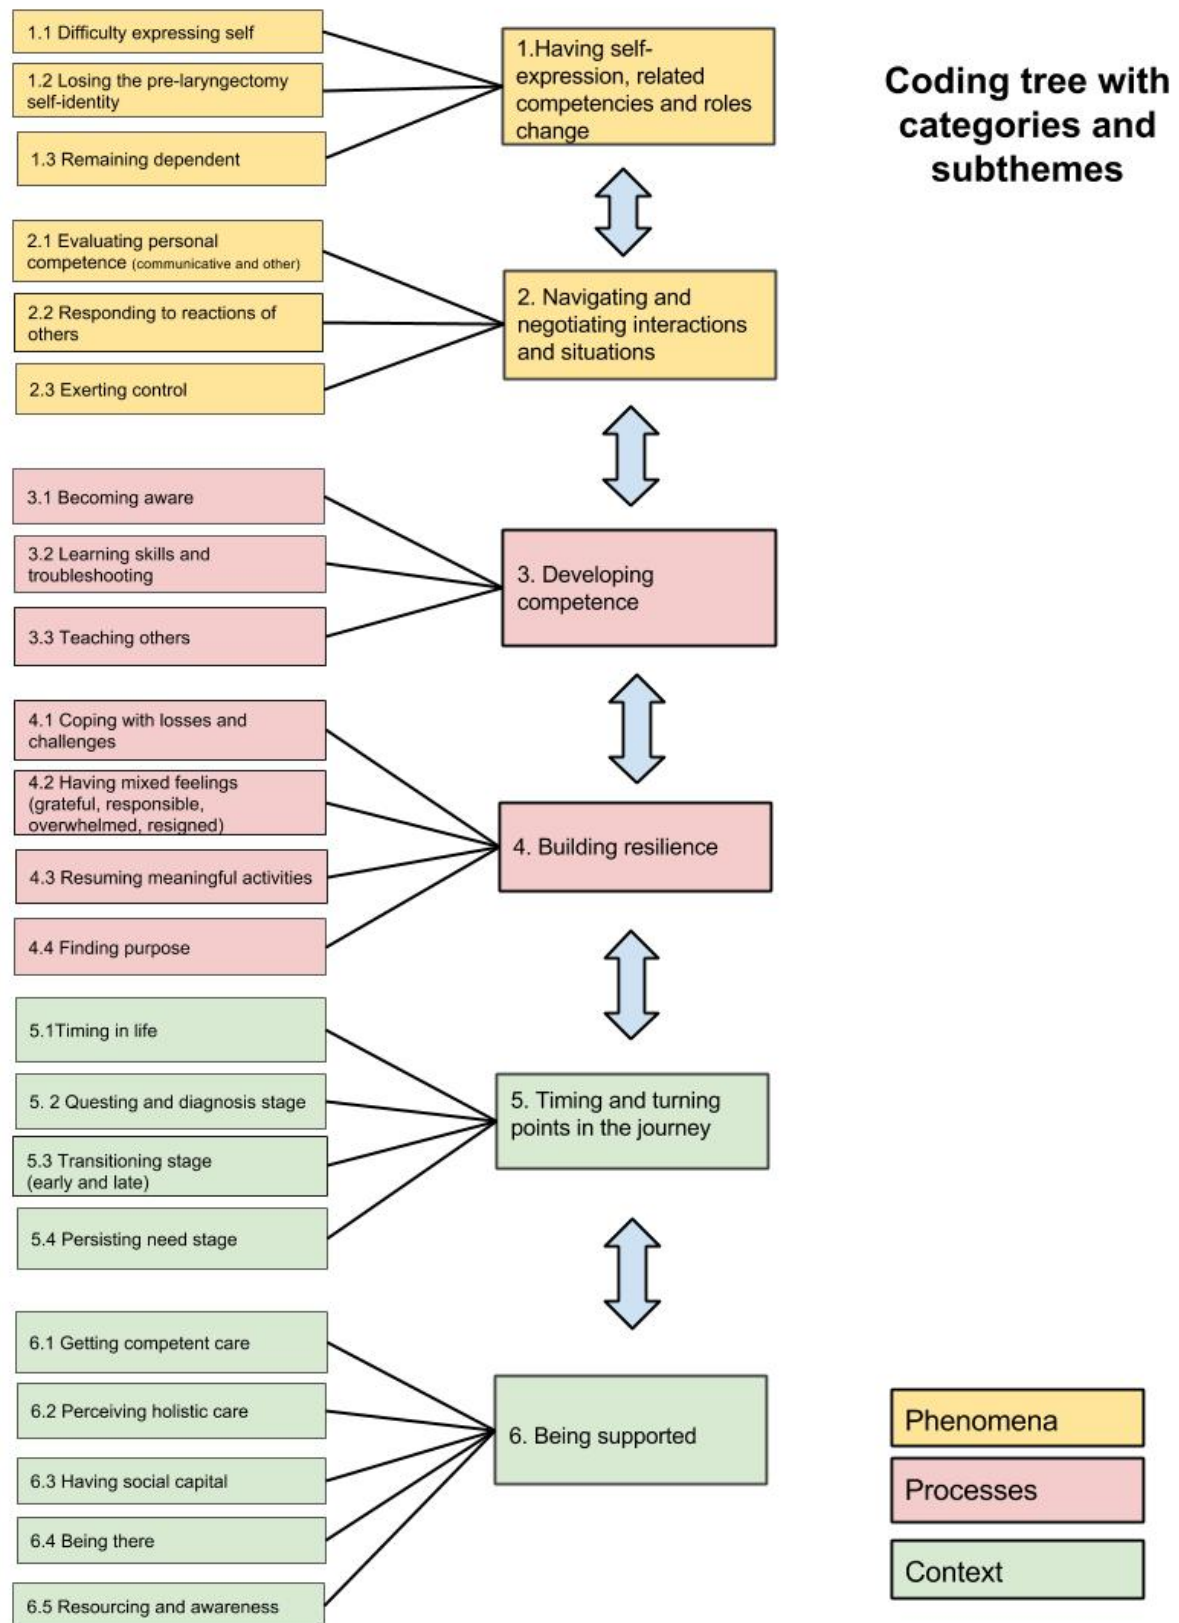 Coding tree with
categories and
subthemes
1.1 Difficulty expressing self
1.2 Losing the pre-laryngectomy
self-identity
1.3 Remaining dependent
1.Having self-
expression, related
competencies and roles
change
2.1 Evaluating personal
competence (communicative and other)
2.2 Responding to reactions of
others
2.3 Exerting control
2. Navigating and
negotiating interactions
and situations
3.1 Becoming aware
3.2 Learning skills and
troubleshooting
3.3 Teaching others
3. Developing
competence
4.1 Coping with losses and
challenges
4.2 Having mixed feelings
(grateful, responsible,
overwhelmed, resigned)
4.3 Resuming meaningful activities
4.4 Finding purpose
4. Building resilience
5.1Timing in life
5. 2 Questing and diagnosis stage
5.3 Transitioning stage
(early and late)
5.4 Persisting need stage
5. Timing and turning
points in the journey
6.1 Getting competent care
6.2 Perceiving holistic care
6.3 Having social capital
6.4 Being there
6.5 Resourcing and awareness
6. Being supported
Phenomena
Processes
Context